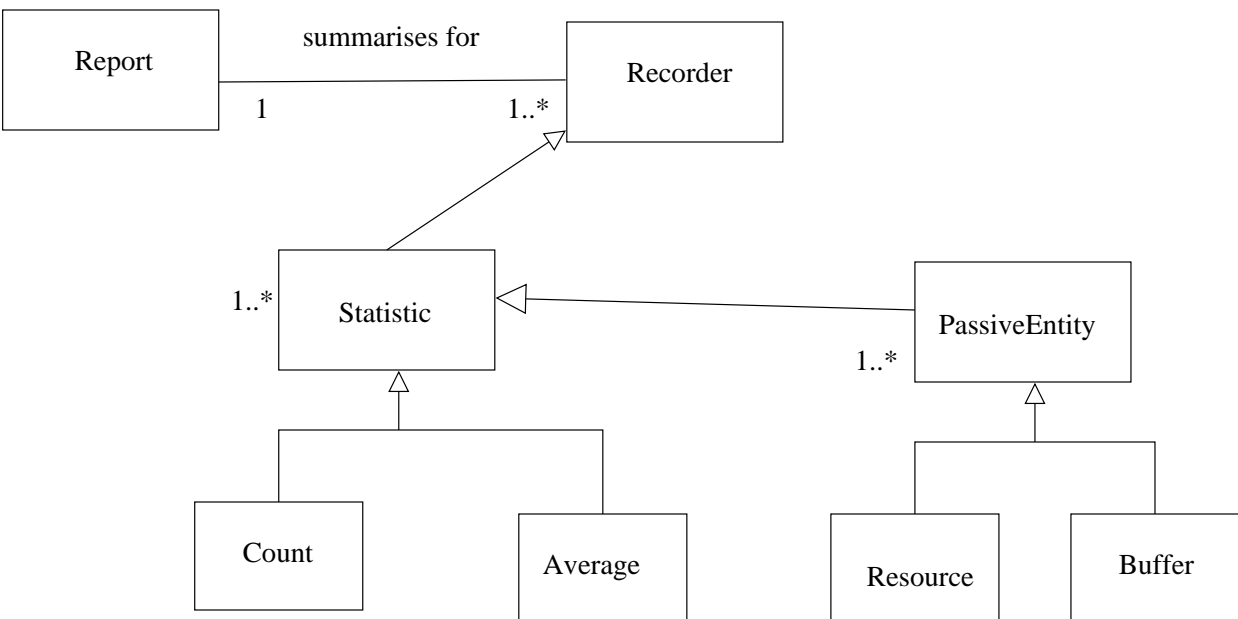 summarises for
Report
Recorder
1
1..*
1..*
Statistic
PassiveEntity
1..*
Count
Average
Resource
Buffer